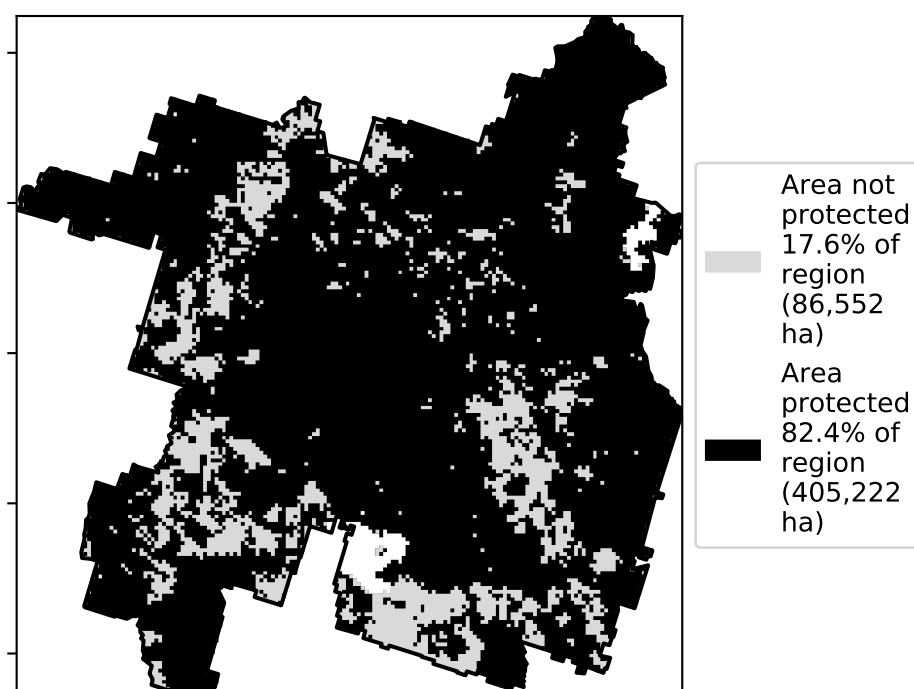 Area not
protected
17.6% of
region
(86,552
ha)
Area
protected
82.4% of
region
(405,222
ha)